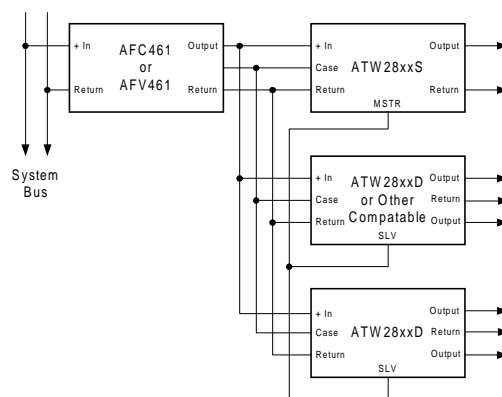 + In
Return
AFC461
or
AFV461
Output
Return
System
Bus
+ In
Case
Return
ATW28xxS
MSTR
Output
Return
+ In
Case
Return
ATW28xxD
or Other
Compatable
SLV
Output
Return
Output
+ In
Case
Return
ATW28xxD
SLV
Output
Return
Output